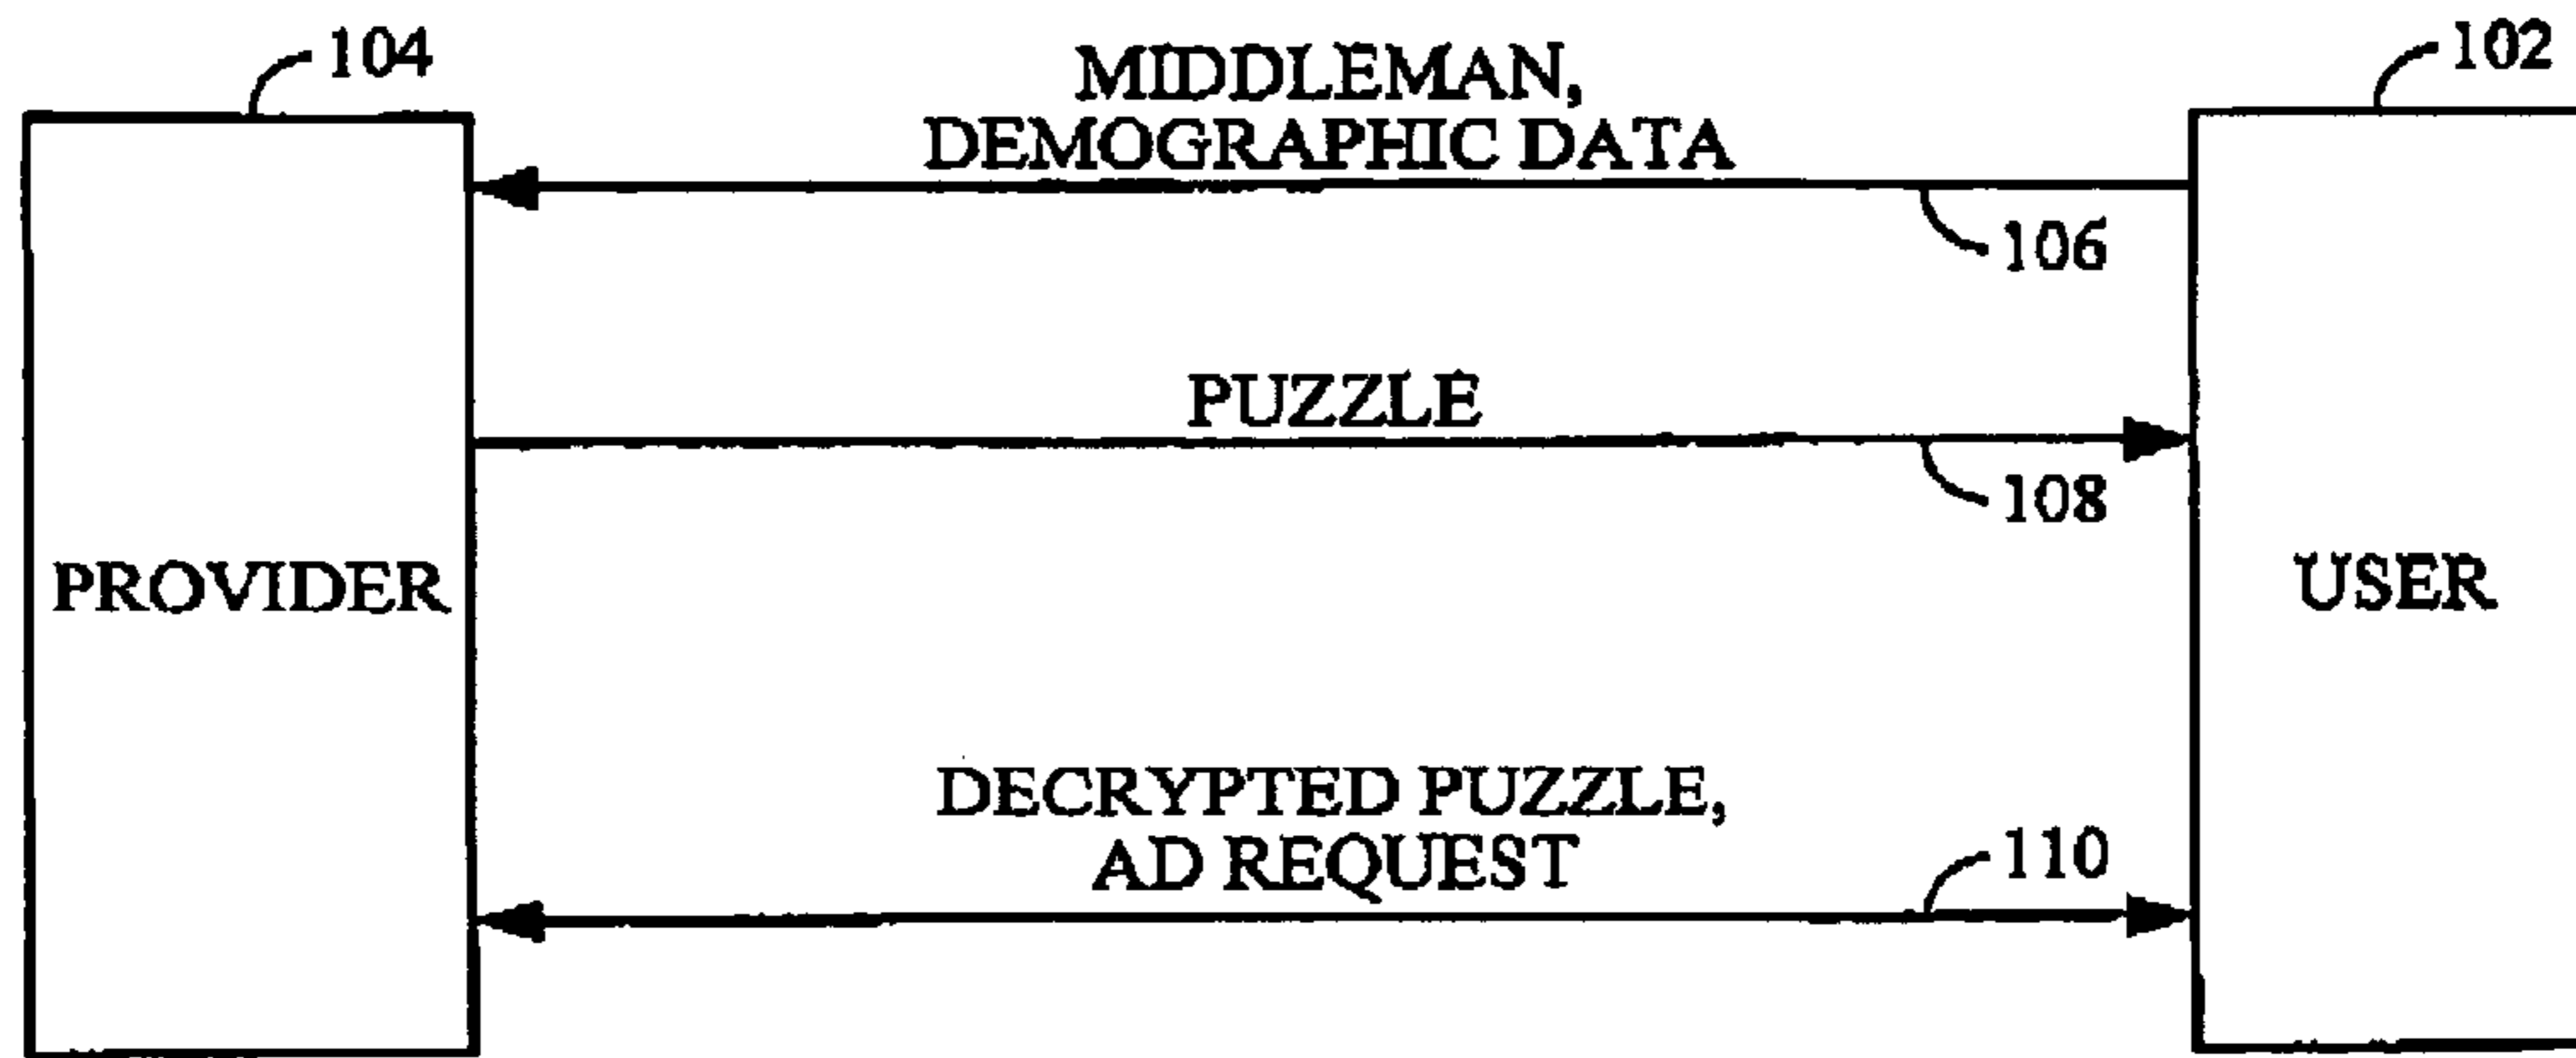 104
MIDDLEMAN,
DEMOGRAPHIC DATA
102
106
PUZZLE
108
PROVIDER
USER
DECRYPTED PUZZLE,
AD REQUEST
110